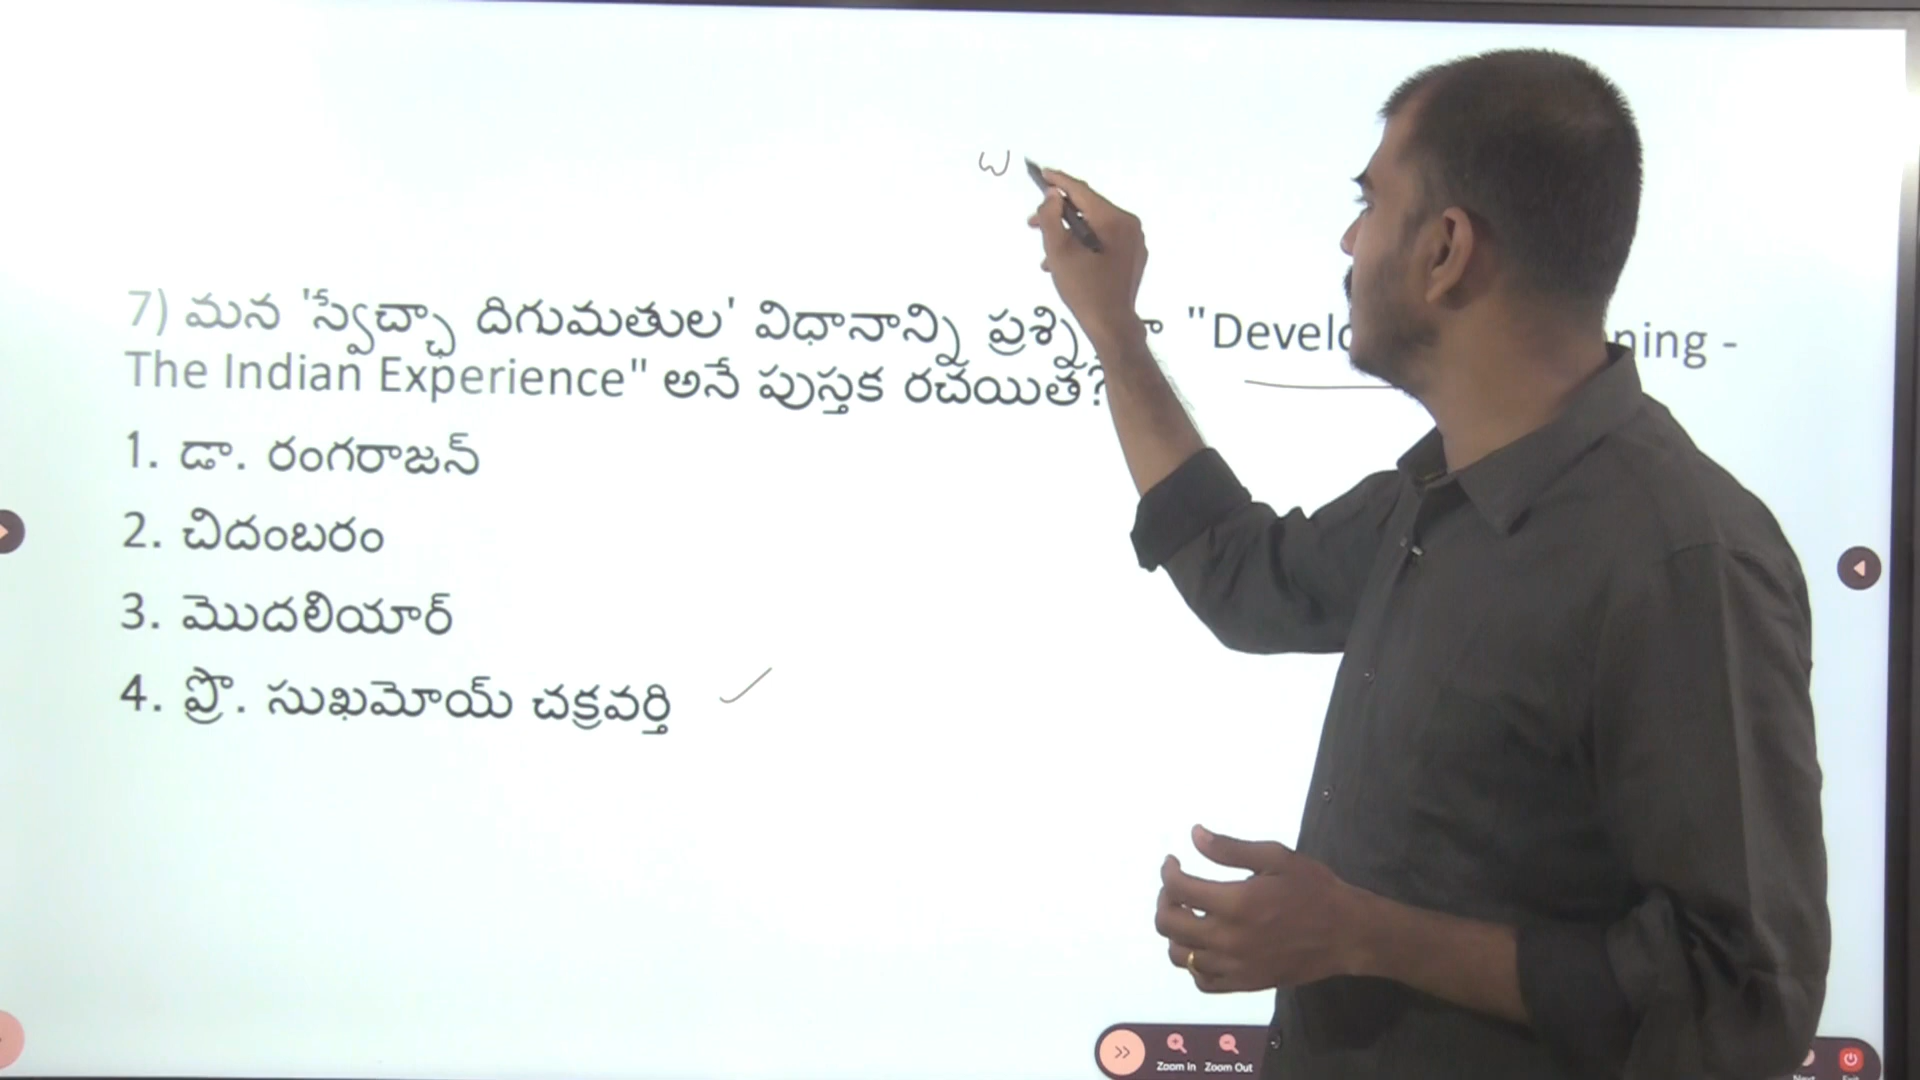 ω
7) మన 'స్వేచ్ఛా దిగుమతుల' విధానాన్ని "Develo ning -
The Indian Experience" అనే పుస్తక రచయిత?
1. డా. రంగరాజన్
2. చిదంబరం
3. మొదలియార్
4. ప్రొ. సుఖమోయ్ చక్రవర్తి
Zoom In Zoom Out